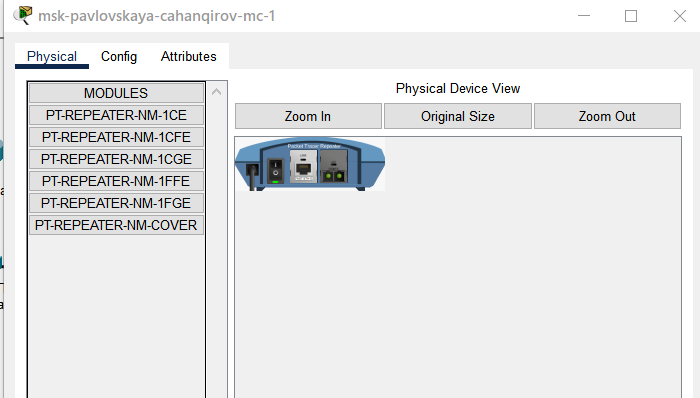 msk-pavlovskaya-cahanqirov-mc-1
Physical Config Attributes
MODULES
PT-REPEATER-NM-1CE
PT-REPEATER-NM-1CFE
PT-REPEATER-NM-1CGE
PT-REPEATER-NM-1FFE
PT-REPEATER-NM-1FGE
PT-REPEATER-NM-COVER
Physical Device View
Zoom In Original Size Zoom Out
Packet Tracer Repeater